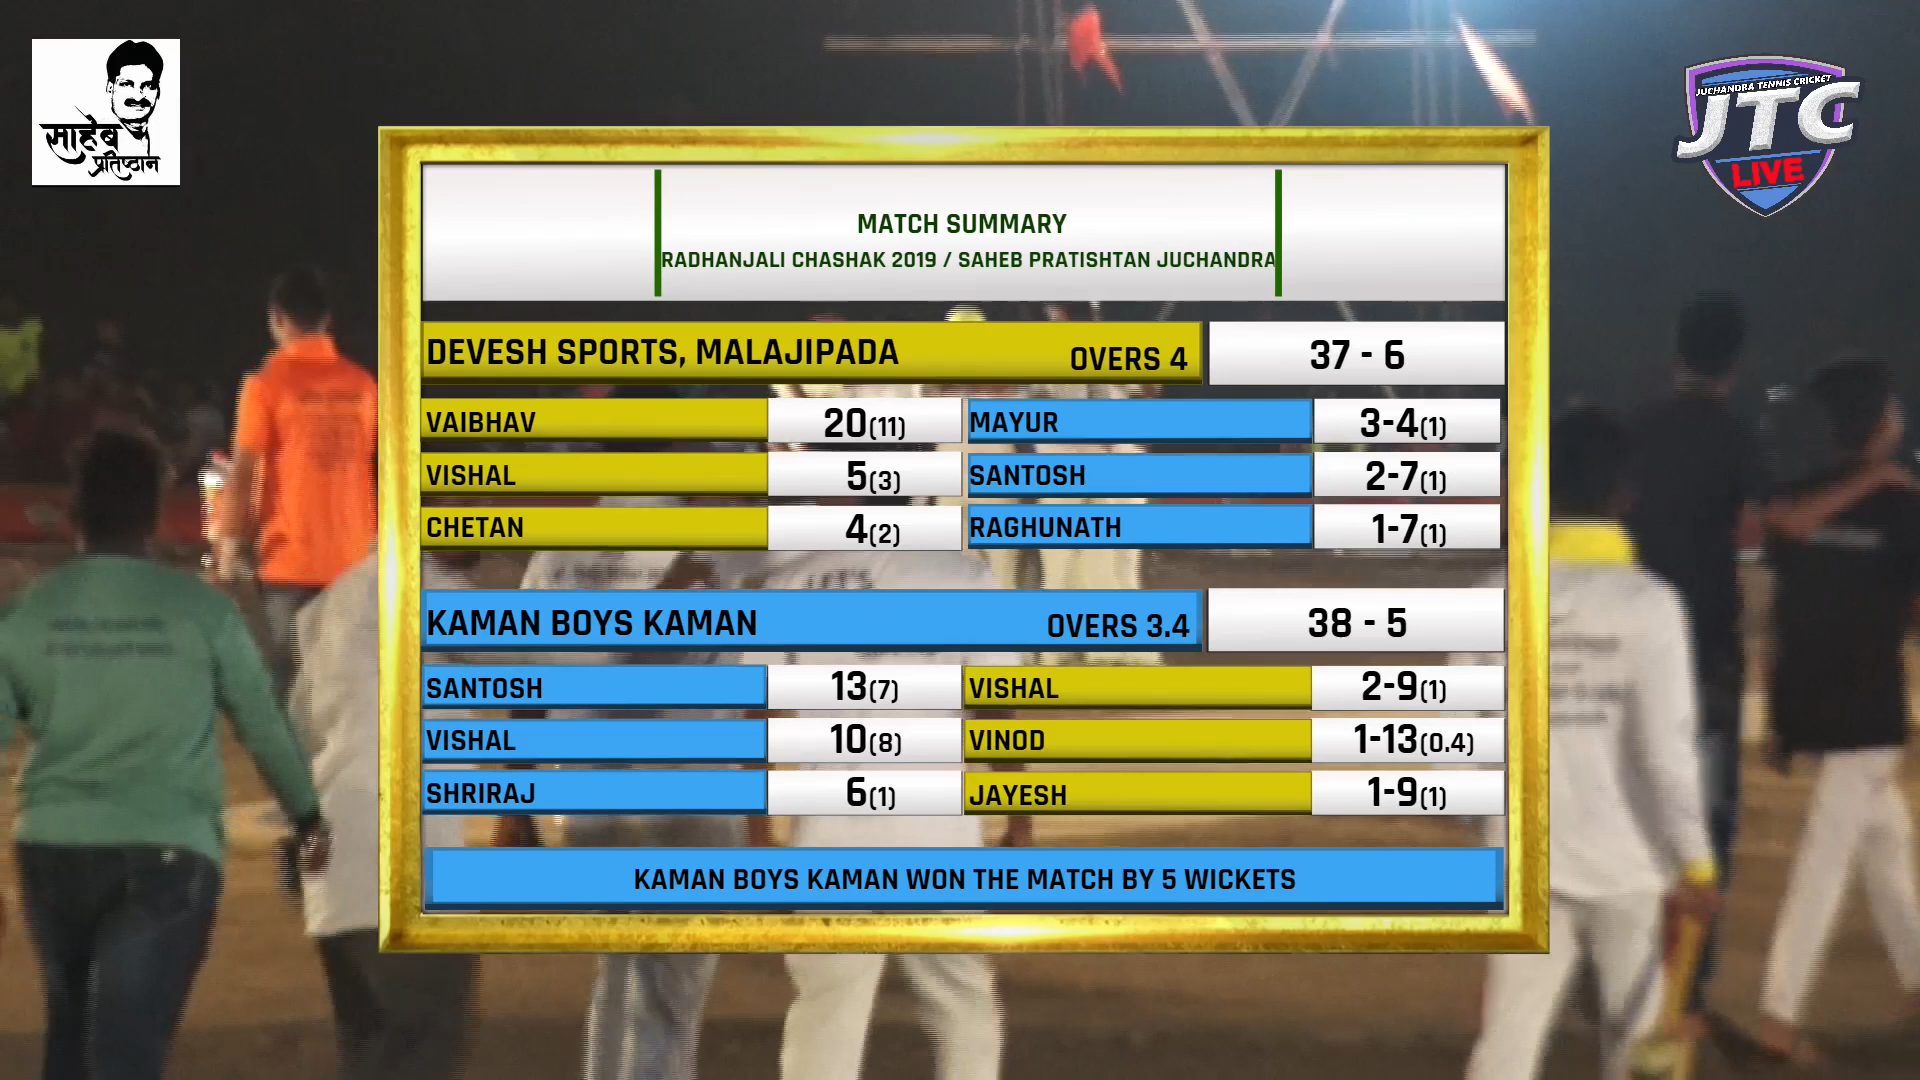 साहेब
प्रतिष्ठान
JUCHANDRA TENNIS CRICKET
JTC
LIVE
MATCH SUMMARY
RADHANJALI CHASHAK 2019 / SAHEB PRATISHTAN JUCHANDRA
DEVESH SPORTS, MALAJIPADA OVERS 4 37 - 6
VAIBHAV 20(11) MAYUR 3-4(1)
VISHAL 5(3) SANTOSH 2-7(1)
CHETAN 4(2) RAGHUNATH 1-7(1)
LET'S
KAMAN BOYS KAMAN OVERS 3.4 38 - 5
SANTOSH 13(7) VISHAL 2-9(1)
VISHAL 10(8) VINOD 1-13(0.4)
SHRIRAJ 6(1) JAYESH 1-9(1)
KAMAN BOYS KAMAN WON THE MATCH BY 5 WICKETS